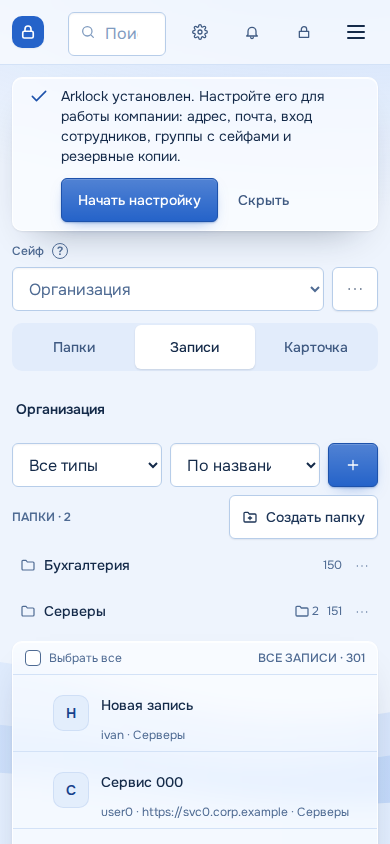 Пои
Arklock установлен. Настройте его для
работы компании: адрес, почта, вход
сотрудников, группы с сейфами и
резервные копии.
Начать настройку
Скрыть
Сейф ?
Организация
...
Папки
Записи
Карточка
Организация
Все типы
По названи
+
ПАПКИ · 2
Создать папку
Бухгалтерия
150 ...
Серверы
2 151 ...
Выбрать все
ВСЕ ЗАПИСИ · 301
Н
Новая запись
ivan · Серверы
С
Сервис 000
user0 · https://svc0.corp.example · Серверы